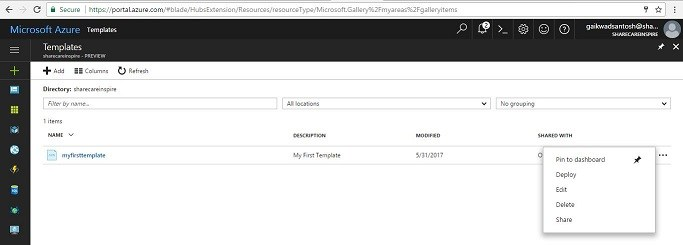 Secure https://portal.azure.com/#blade/HubsExtension/Resources/resourceType/Microsoft.Gallery%2Fmyareas%2Fgalleryitems
Microsoft Azure Templates
2
gaikwadsantosh@sha...
SHARECAREINSPIRE
Templates
sharecareinspire - PREVIEW
Add Columns Refresh
Directory: sharecareinspire
Filter by name... All locations No grouping
1 items
NAME DESCRIPTION MODIFIED SHARED WITH
myfirsttemplate My First Template 5/31/2017
Pin to dashboard
Deploy
Edit
Delete
Share